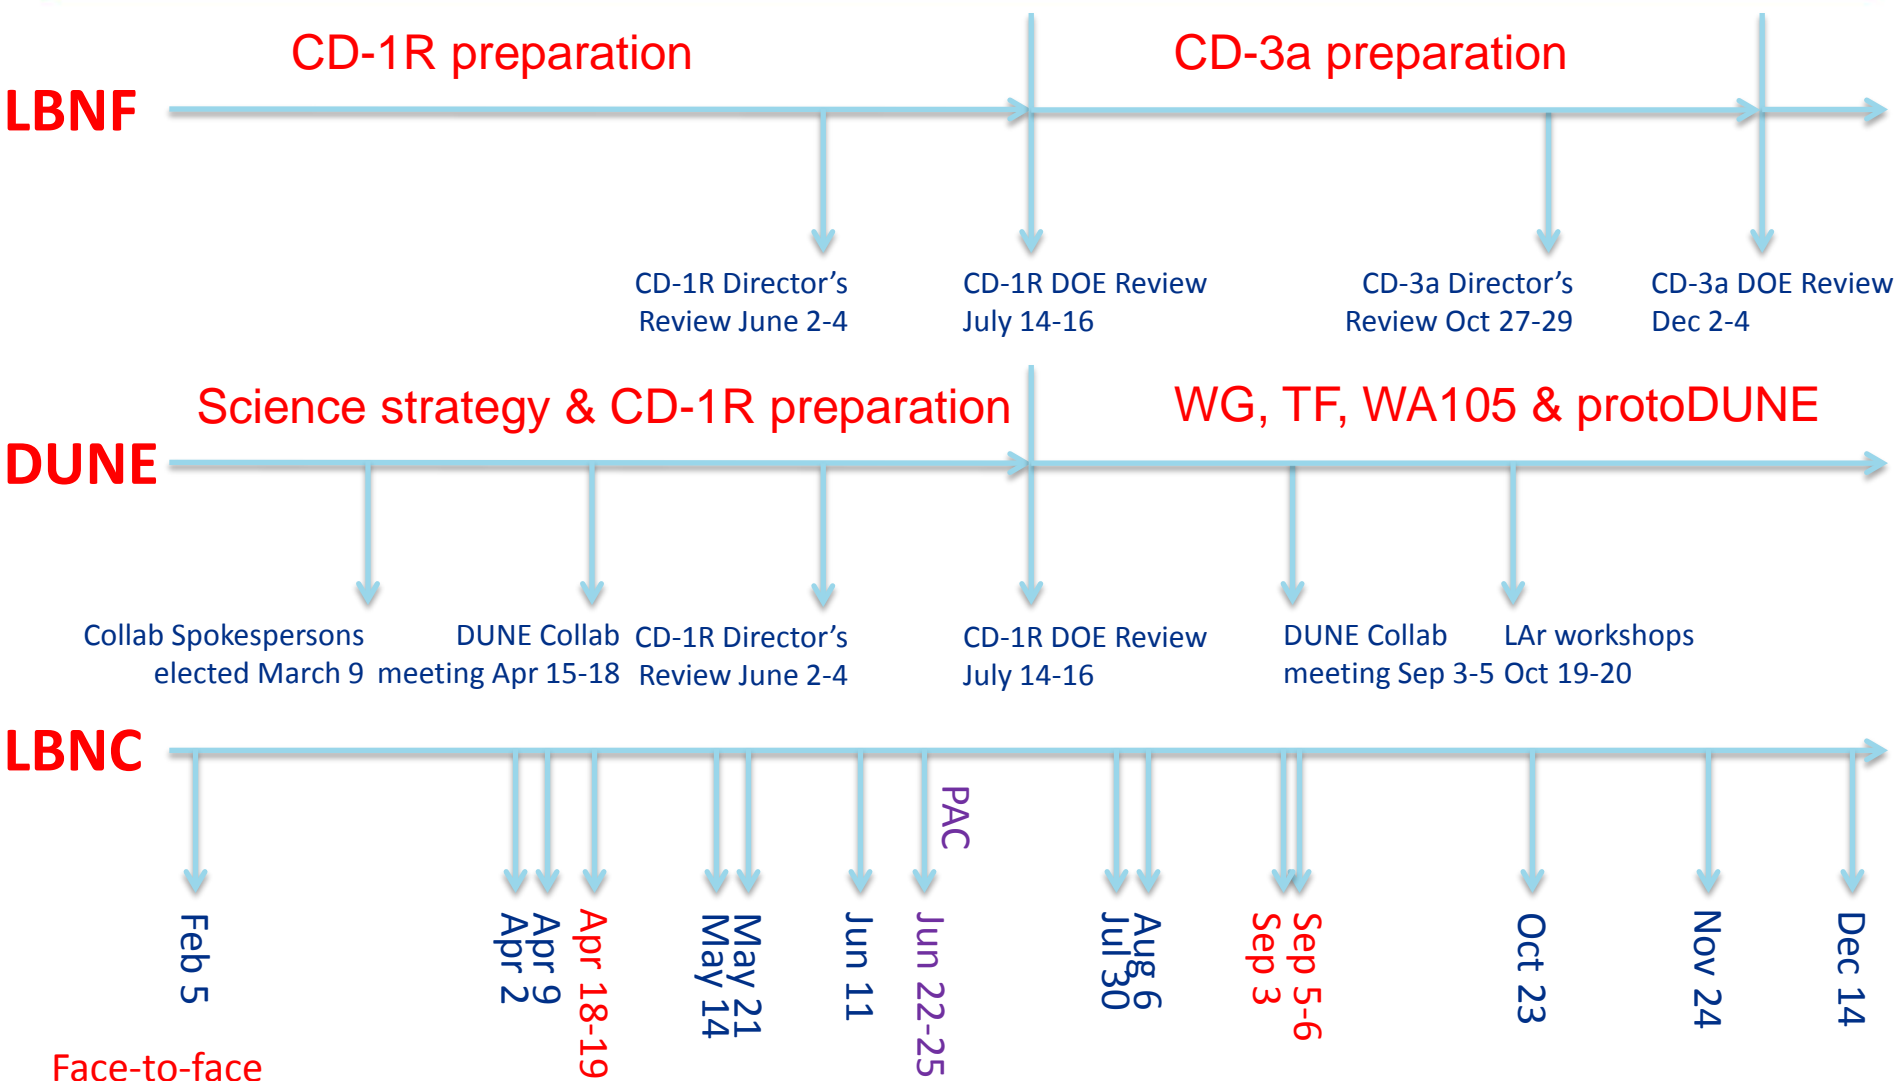 CD-1R preparation
CD-3a preparation
LBNF
CD-1R Director’s
Review June 2-4
CD-1R DOE Review
July 14-16
CD-3a Director’s
Review Oct 27-29
CD-3a DOE Review
Dec 2-4
Science strategy & CD-1R preparation
WG, TF, WA105 & protoDUNE
DUNE
Collab Spokespersons
elected March 9
DUNE Collab
meeting Apr 15-18
CD-1R Director’s
Review June 2-4
CD-1R DOE Review
July 14-16
DUNE Collab
meeting Sep 3-5
LAr workshops
Oct 19-20
LBNC
PAC
Feb 5
Apr 2
Apr 9
Apr 18-19
May 14
May 21
Jun 11
Jun 22-25
Jul 30
Aug 6
Sep 3
Sep 5-6
Oct 23
Nov 24
Dec 14
Face-to-face